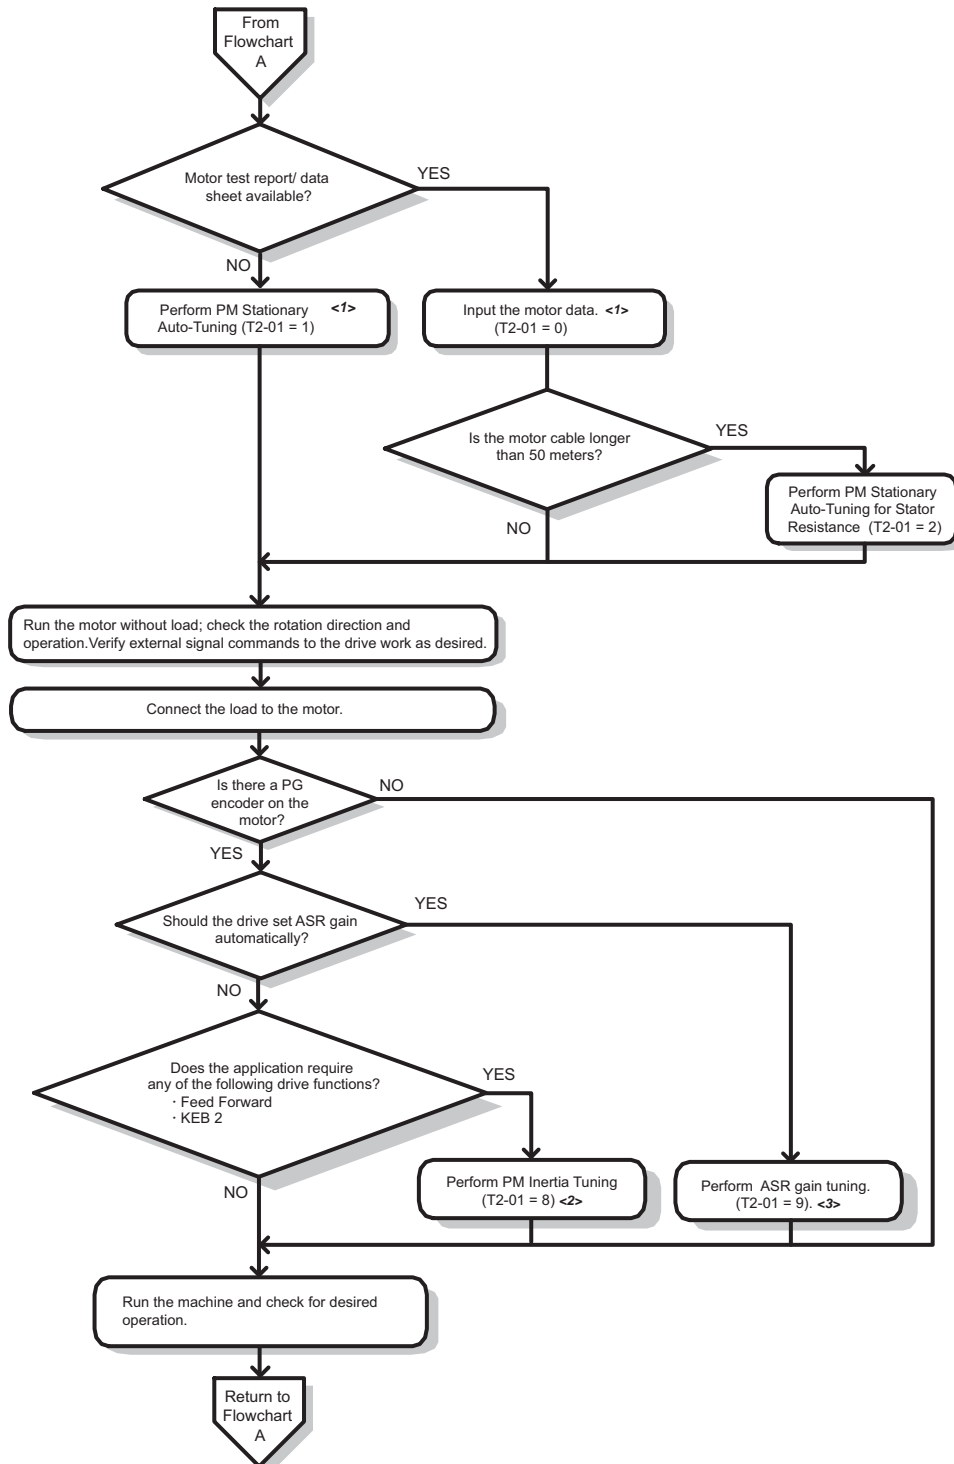 From
Flowchart
A
Motor test report/ data
sheet available?
YES
NO
Perform PM Stationary <1>
Auto-Tuning (T2-01 = 1)
Input the motor data. <1>
(T2-01 = 0)
Is the motor cable longer
than 50 meters?
YES
NO
Perform PM Stationary
Auto-Tuning for Stator
Resistance (T2-01 = 2)
Run the motor without load; check the rotation direction and
operation.Verify external signal commands to the drive work as desired.
Connect the load to the motor.
Is there a PG
encoder on the
motor?
NO
YES
Should the drive set ASR gain
automatically?
YES
NO
Does the application require
any of the following drive functions?
· Feed Forward
· KEB 2
YES
NO
Perform PM Inertia Tuning
(T2-01 = 8) <2>
Perform ASR gain tuning.
(T2-01 = 9). <3>
Run the machine and check for desired
operation.
Return to
Flowchart
A